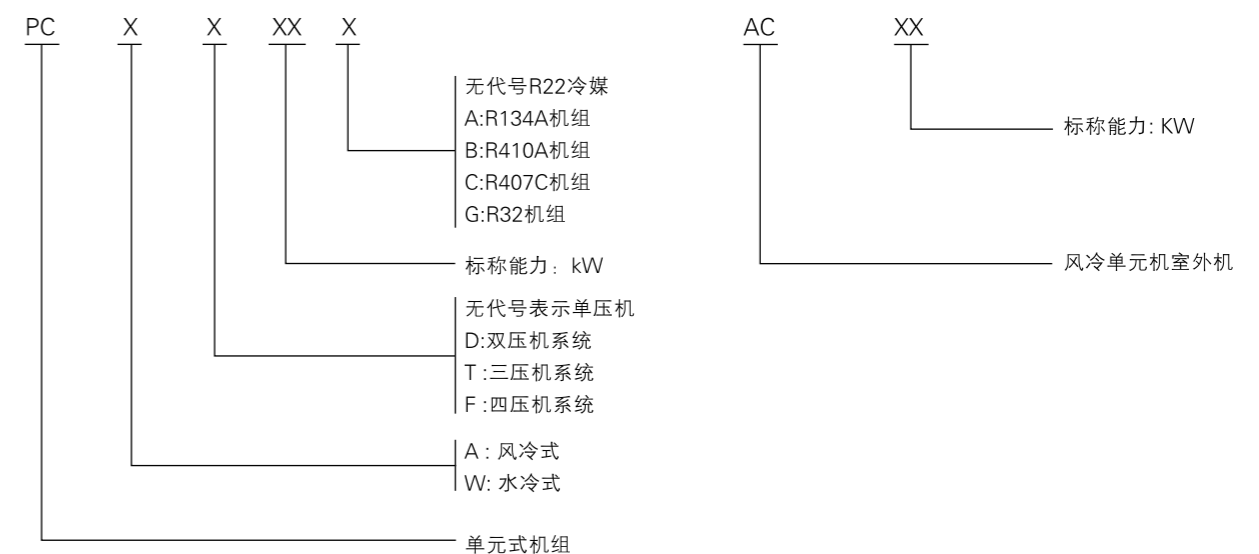 PC X X XX X
AC XX
无代号R22冷媒
A:R134A机组
B:R410A机组
C:R407C机组
G:R32机组
标称能力：kW
无代号表示单压机
D:双压机系统
T :三压机系统
F :四压机系统
A : 风冷式
W: 水冷式
单元式机组
标称能力: KW
风冷单元机室外机